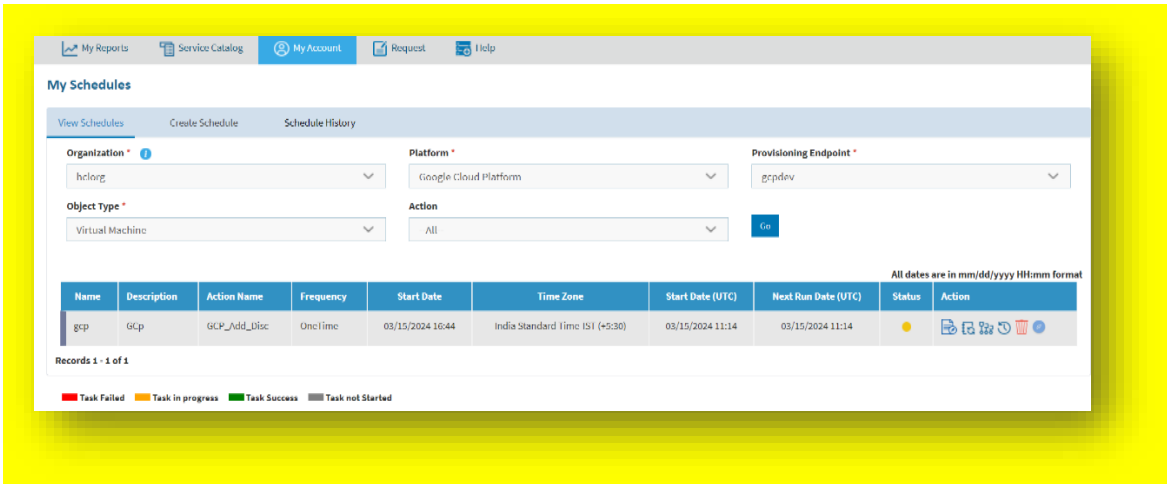 My Reports Service Catalog My Account Request Help
My Schedules
View Schedules Create Schedule Schedule History
Organization * i Platform * Provisioning Endpoint *
hclorg Google Cloud Platform gcpdev
Object Type * Action
Virtual Machine All Go
All dates are in mm/dd/yyyy HH:mm format
Name Description Action Name Frequency Start Date Time Zone Start Date (UTC) Next Run Date (UTC) Status Action
gcp GCp GCP_Add_Disc OneTime 03/15/2024 16:44 India Standard Time IST (+5:30) 03/15/2024 11:14 03/15/2024 11:14
Records 1 - 1 of 1
Task Failed Task in progress Task Success Task not Started